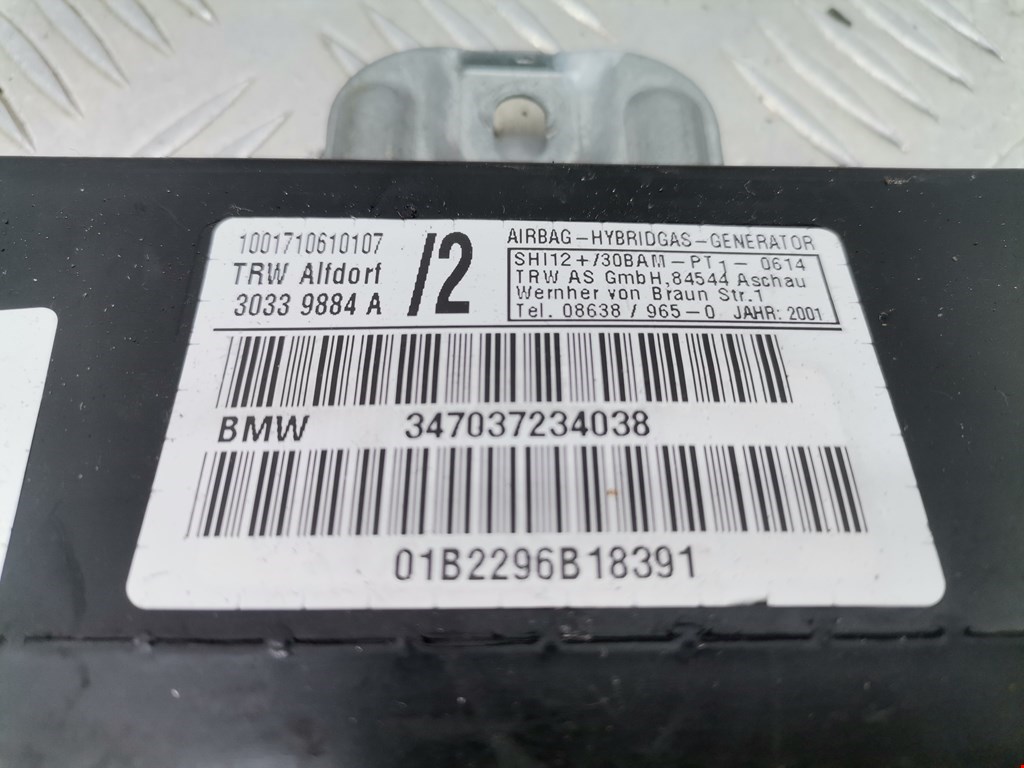 1001710610107
TRW Alfdorf
3033 9884 A
/2
AIRBAG-HYBRIDGAS-GENERATOR
SHI12+/30BAM-PT1-0614
TRW AS GmbH,84544 Aschau
Wernher von Braun Str.1
Tel. 08638 / 965-0 JAHR: 2001
BMW 347037234038
01B2296B18391